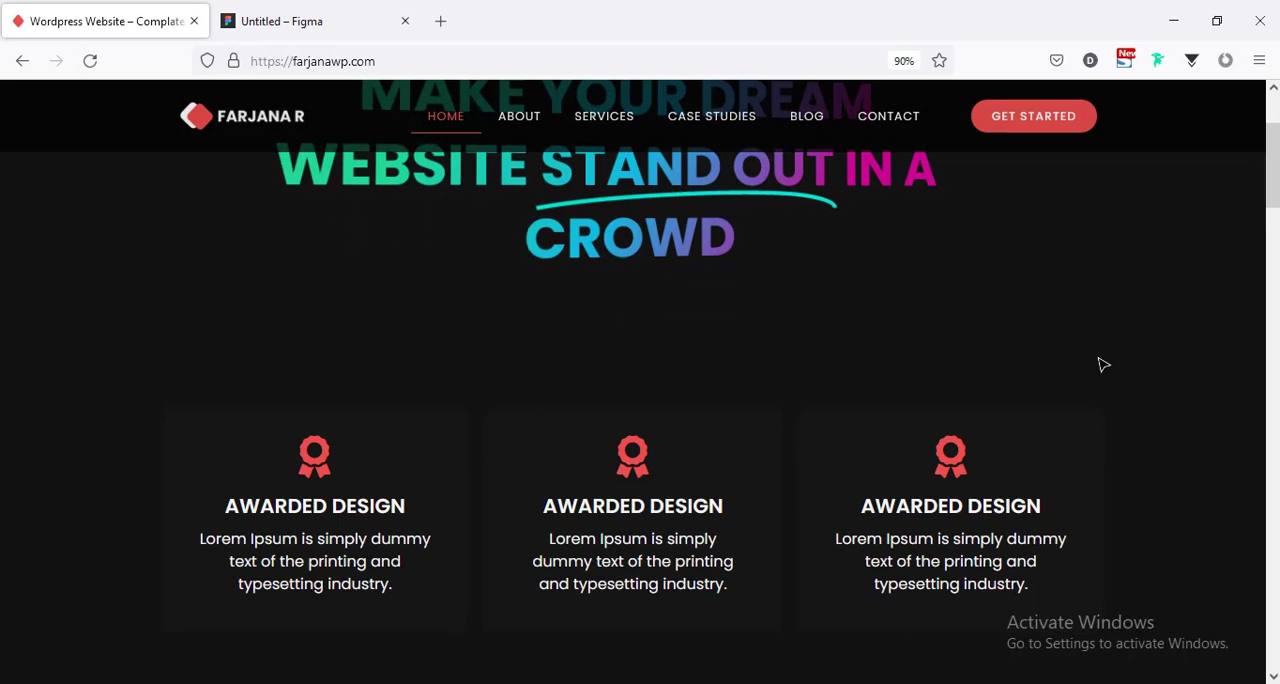 Wordpress Website – Complate
Untitled – Figma
https://farjanawp.com
90%
D
New
MAKE YOUR DREAM
FARJANA R
HOME
ABOUT
SERVICES
CASE STUDIES
BLOG
CONTACT
GET STARTED
WEBSITE STAND OUT IN A
CROWD
AWARDED DESIGN
Lorem Ipsum is simply dummy
text of the printing and
typesetting industry.
AWARDED DESIGN
Lorem Ipsum is simply
dummy text of the printing
and typesetting industry.
AWARDED DESIGN
Lorem Ipsum is simply dummy
text of the printing and
typesetting industry.
Activate Windows
Go to Settings to activate Windows.